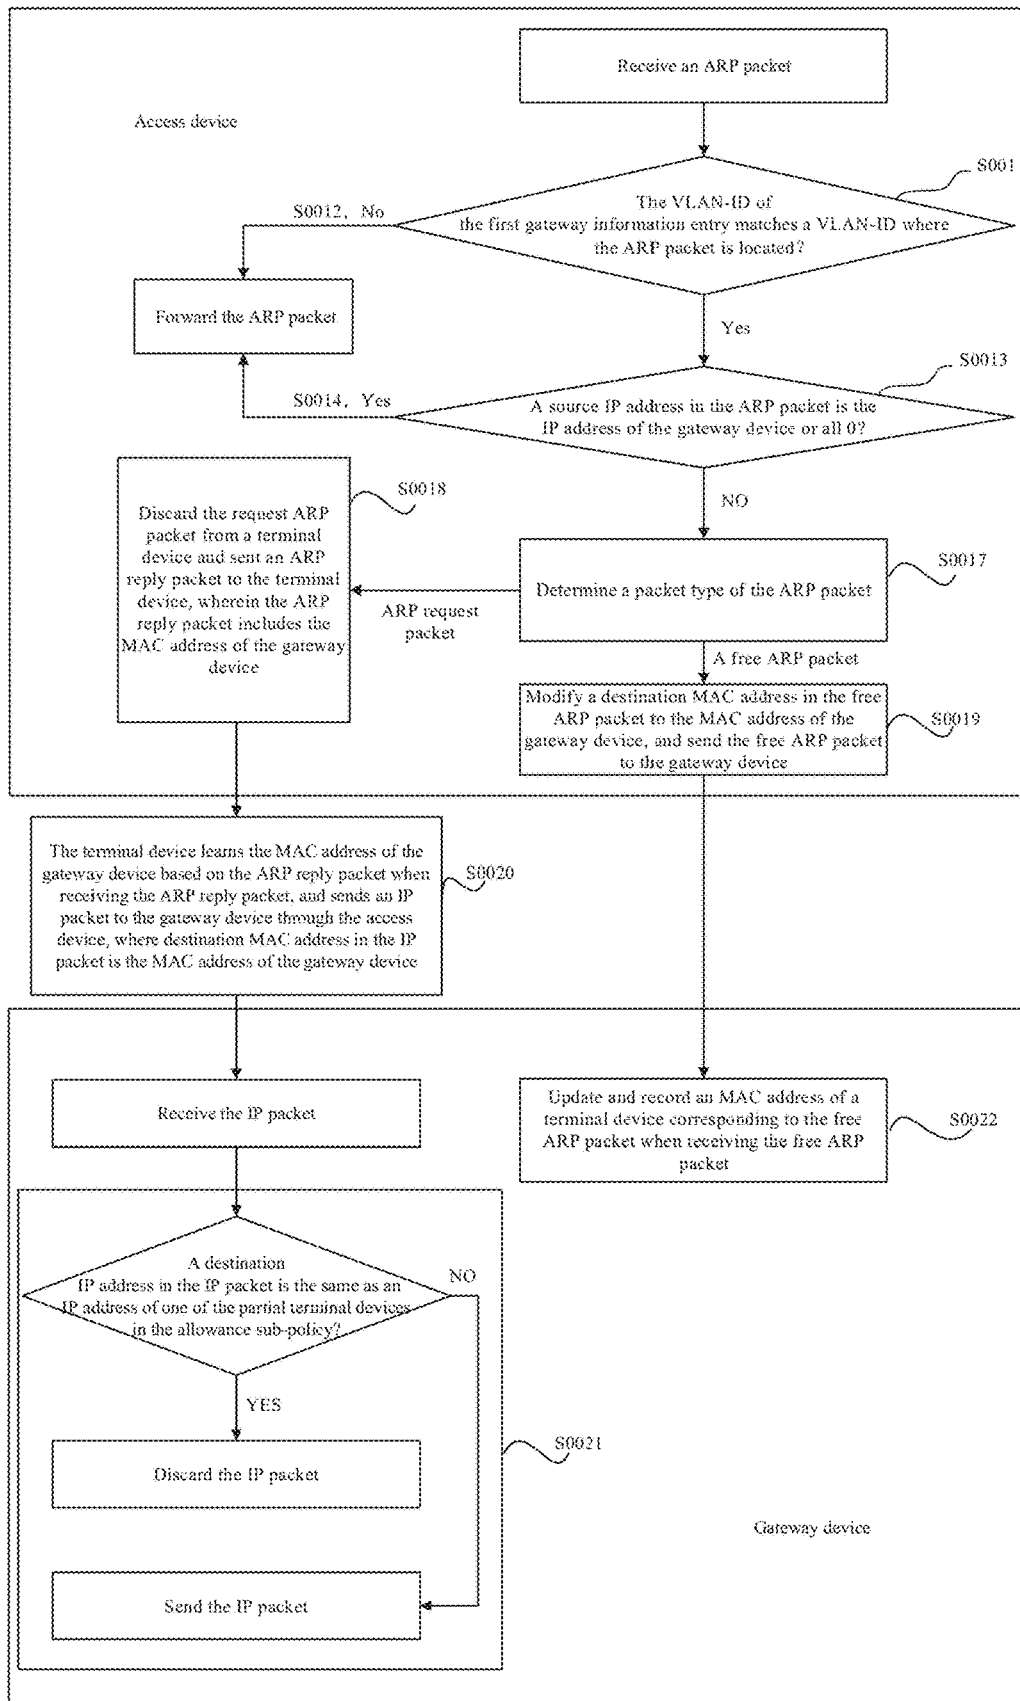 Receive an ARP packet
Access device
S001
The VLAN-ID of
the first gateway information entry matches a VLAN-ID where
the ARP packet is located?
S0012, No
Forward the ARP packet
Yes
S0013
S0014, Yes
A source IP address in the ARP packet is the
IP address of the gateway device or all 0?
NO
S0018
Discard the request ARP
packet from a terminal
device and sent an ARP
reply packet to the terminal
device, wherein the ARP
reply packet includes the
MAC address of the gateway
device
S0017
Determine a packet type of the ARP packet
ARP request
packet
A free ARP packet
Modify a destination MAC address in the free
ARP packet to the MAC address of the
gateway device, and send the free ARP packet
to the gateway device
S0019
The terminal device learns the MAC address of the
gateway device based on the ARP reply packet when
receiving the ARP reply packet, and sends an IP
packet to the gateway device through the access
device, where destination MAC address in the IP
packet is the MAC address of the gateway device
S0020
Receive the IP packet
Update and record an MAC address of a
terminal device corresponding to the free
ARP packet when receiving the free ARP
packet
S0022
A destination
IP address in the IP packet is the same as an
IP address of one of the partial terminal devices
in the allowance sub-policy?
NO
YES
S0021
Discard the IP packet
Gateway device
Send the IP packet